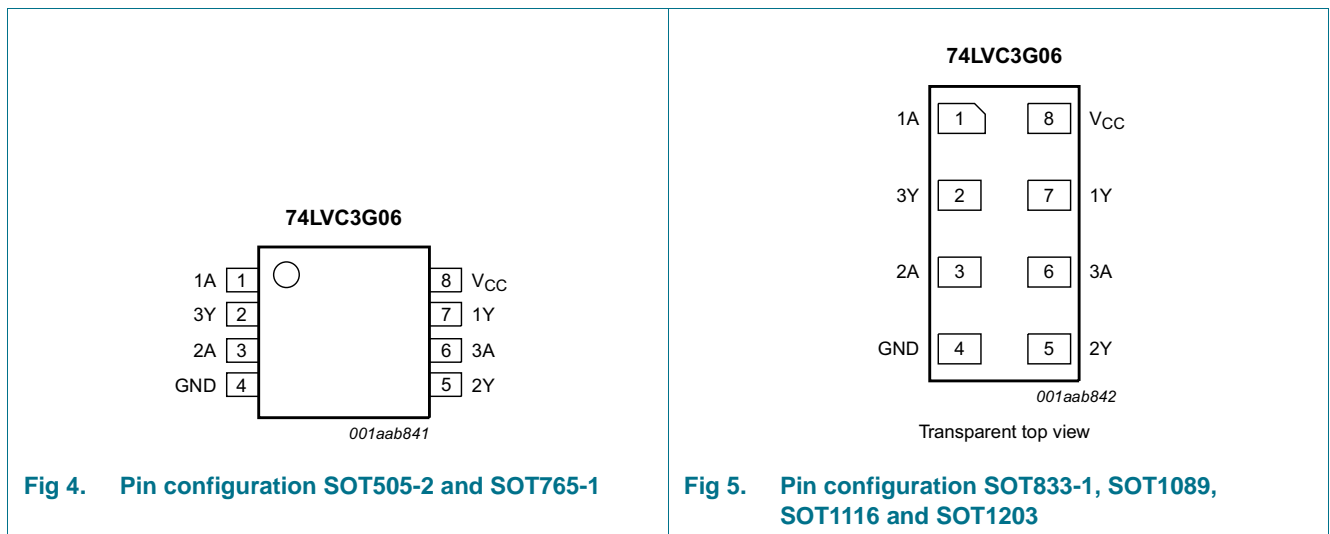 74LVC3G06
1A 1 8 VCC
3Y 2 7 1Y
2A 3 6 3A
GND 4 5 2Y
001aab841
Fig 4. Pin configuration SOT505-2 and SOT765-1
74LVC3G06
1A 1 8 VCC
3Y 2 7 1Y
2A 3 6 3A
GND 4 5 2Y
001aab842
Transparent top view
Fig 5. Pin configuration SOT833-1, SOT1089,
SOT1116 and SOT1203